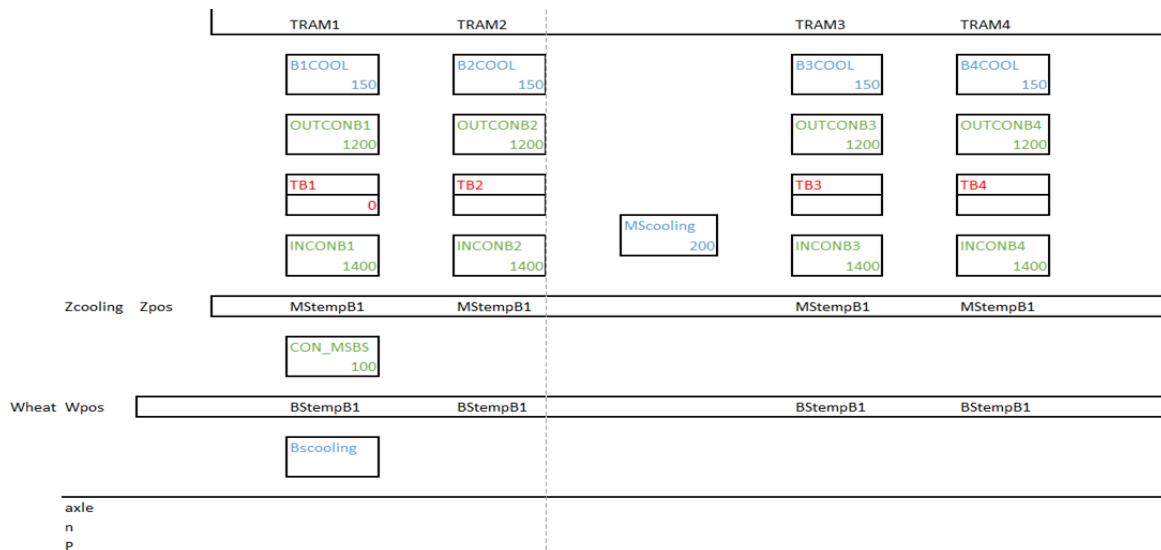 TRAM1 TRAM2 TRAM3 TRAM4
B1COOL B2COOL B3COOL B4COOL
150 150 150 150
OUTCONB1 OUTCONB2 OUTCONB3 OUTCONB4
1200 1200 1200 1200
TB1 TB2 TB3 TB4
0
MScooling
200
INCONB1 INCONB2 INCONB3 INCONB4
1400 1400 1400 1400
Zcooling Zpos MStempB1 MStempB1 MStempB1 MStempB1
CON_MSBS
100
Wheat Wpos BStempB1 BStempB1 BStempB1 BStempB1
Bscooling
axle
n
P